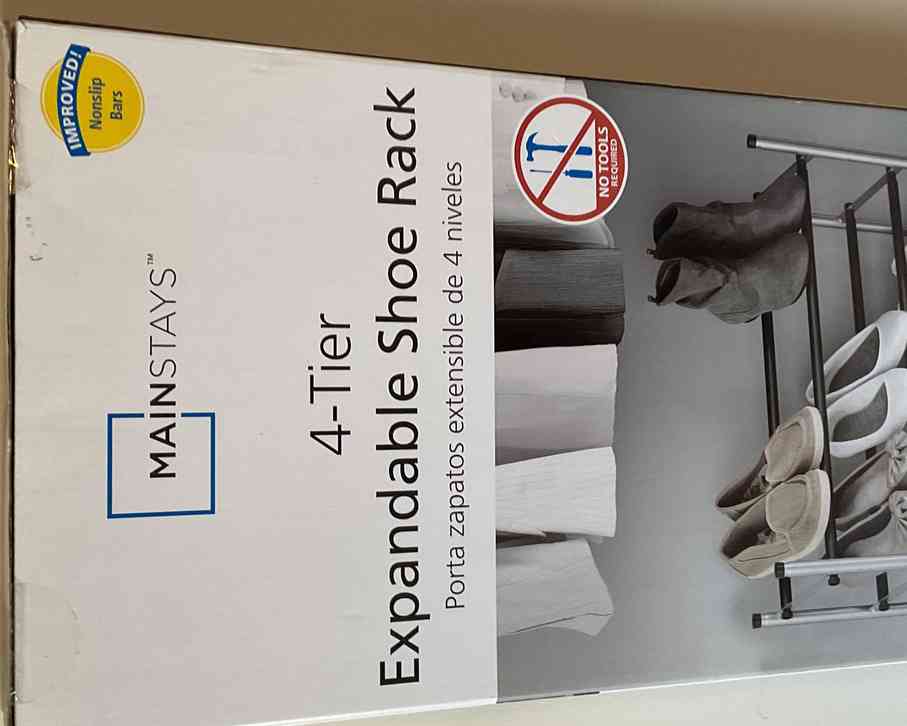 IMPROVED!
Nonslip
Bars
MAINSTAYS™
4-Tier
Expandable Shoe Rack
Porta zapatos extensible de 4 niveles
NO TOOLS
REQUIRED